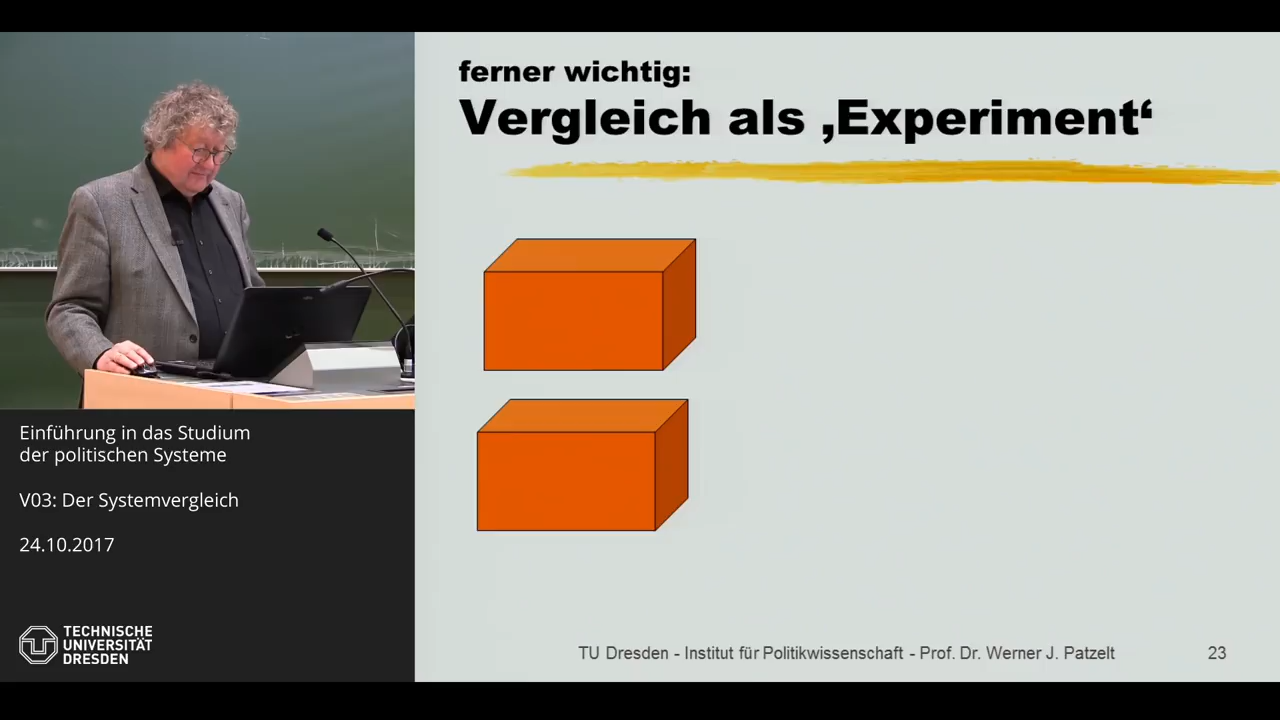 ferner wichtig:
Vergleich als ‚Experiment‘
Einführung in das Studium
der politischen Systeme
V03: Der Systemvergleich
24.10.2017
TECHNISCHE
UNIVERSITÄT
DRESDEN
TU Dresden - Institut für Politikwissenschaft - Prof. Dr. Werner J. Patzelt
23